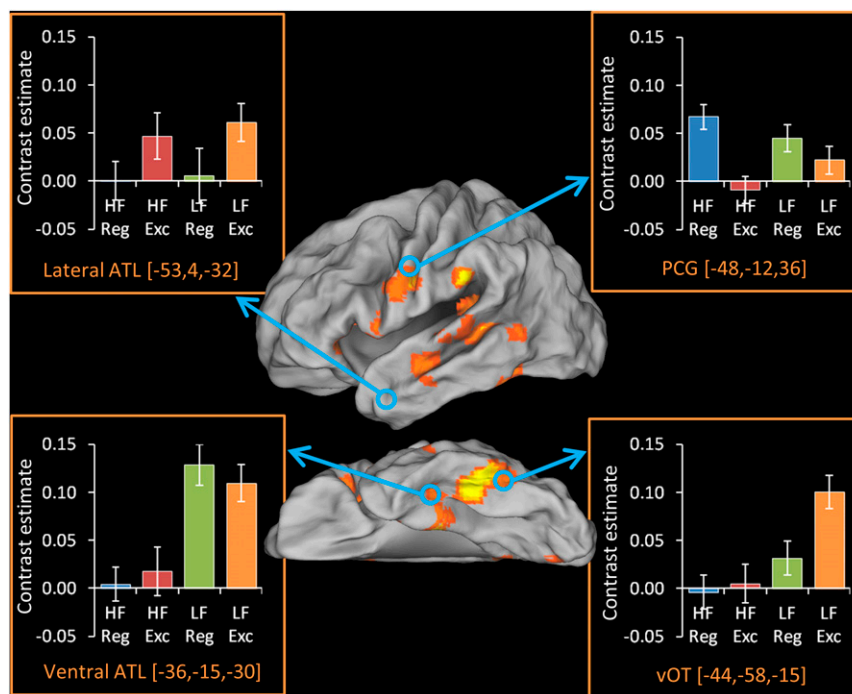 Contrast estimate
0.15
0.10
0.05
0.00
-0.05
HF HF LF LF
Reg Exc Reg Exc
Lateral ATL [-53,4,-32]
Contrast estimate
0.15
0.10
0.05
0.00
-0.05
HF HF LF LF
Reg Exc Reg Exc
PCG [-48,-12,36]
Contrast estimate
0.15
0.10
0.05
0.00
-0.05
HF HF LF LF
Reg Exc Reg Exc
Ventral ATL [-36,-15,-30]
Contrast estimate
0.15
0.10
0.05
0.00
-0.05
HF HF LF LF
Reg Exc Reg Exc
vOT [-44,-58,-15]